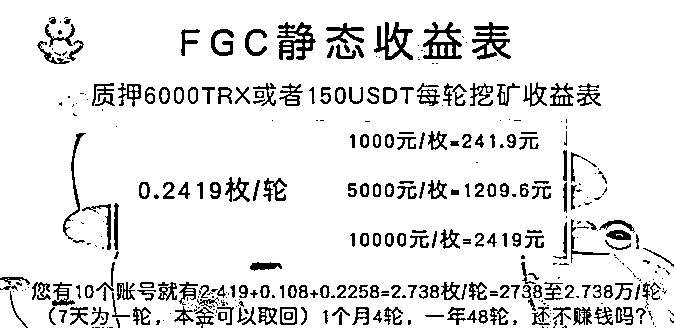 FGC静态收益表
质押6000TRX或者150USDT每轮挖矿收益表
1000元/枚=241.9元
0.2419枚/轮
5000元/枚=1209.6元
10000元/枚=2419元
您有10个账号就有2.419+0.108+0.2258=2.738枚/轮=2738至2.738万/轮
（7天为一轮，本金可以取回）1个月4轮，一年48轮，还不赚钱吗？